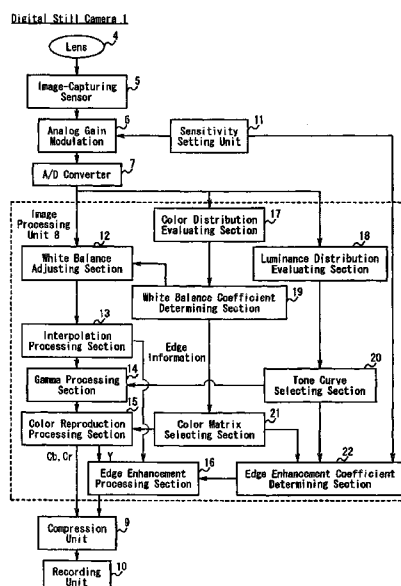 Digital Still Camera 1
4
Lens
5
Image-Capturing
Sensor
6
Analog Gain
Modulation
11
Sensitivity
Setting Unit
7
A/D Converter
Image
Processing
Unit 8
17
Color Distribution
Evaluating Section
12
White Balance
Adjusting Section
18
Luminance Distribution
Evaluating Section
19
White Balance Coefficient
Determining Section
13
Interpolation
Processing Section
Edge
Information
14
Gamma Processing
Section
20
Tone Curve
Selecting Section
15
Color Reproduction
Processing Section
21
Color Matrix
Selecting Section
Cb, Cr
Y
16
Edge Enhancement
Processing Section
22
Edge Enhancement Coefficient
Determining Section
9
Compression
Unit
10
Recording
Unit